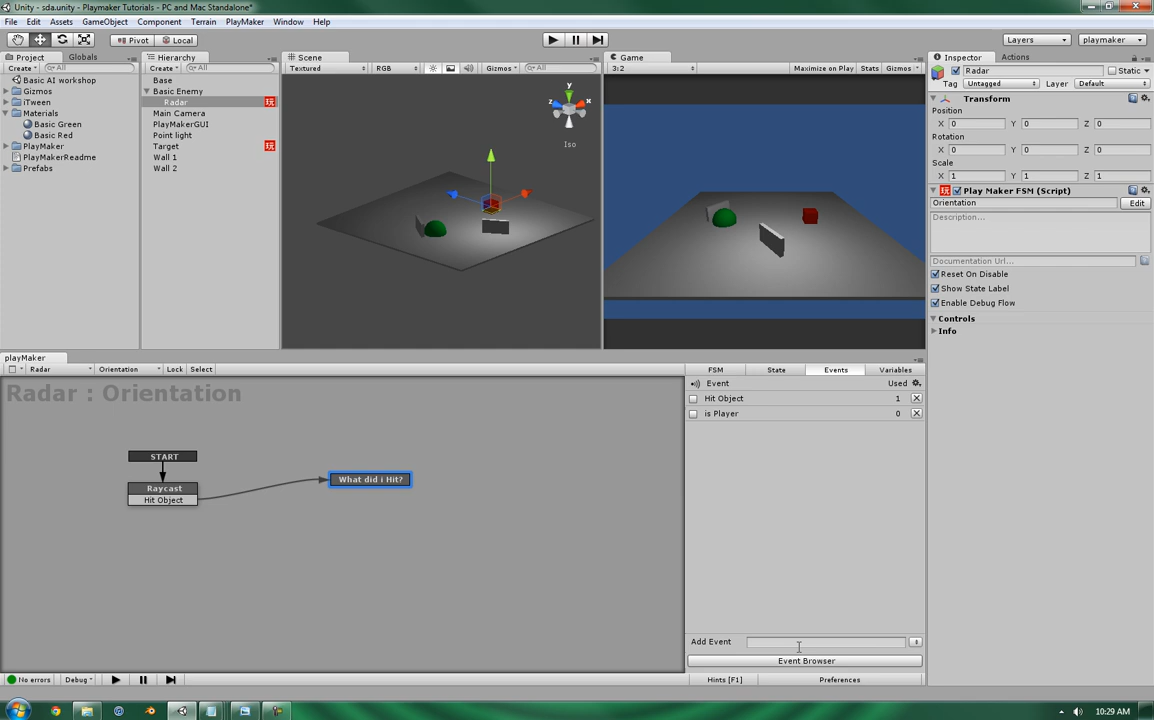 Unity - sda.unity - Playmaker Tutorials - PC and Mac Standalone*
File Edit Assets GameObject Component Terrain PlayMaker Window Help
Pivot Local Layers playmaker
Project Globals
Create All
Basic AI workshop
Gizmos
iTween
Materials
Basic Green
Basic Red
PlayMaker
PlayMakerReadme
Prefabs
Hierarchy
Create All
Base
Basic Enemy
Radar
Main Camera
PlayMakerGUI
Point light
Target
Wall 1
Wall 2
Scene
Textured RGB Gizmos All
y
z x
Iso
Game
3:2 Maximize on Play Stats Gizmos
Inspector Actions
Radar Static
Tag Untagged Layer Default
Transform
Position
X 0 Y 0 Z 0
Rotation
X 0 Y 0 Z 0
Scale
X 1 Y 1 Z 1
玩 Play Maker FSM (Script)
Orientation Edit
Description...
Documentation Url...
Reset On Disable
Show State Label
Enable Debug Flow
Controls
Info
playMaker
Radar Orientation Lock Select
Radar : Orientation
START
Raycast
Hit Object
What did i Hit?
FSM State Events Variables
Event Used
Hit Object 1
is Player 0
Add Event
Event Browser
No errors Debug Hints [F1] Preferences
10:29 AM